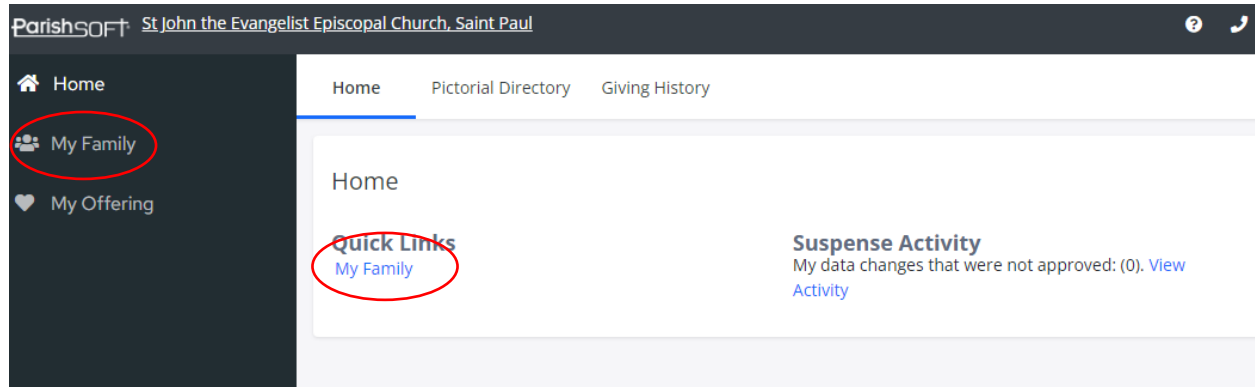 ParishSOFT St John the Evangelist Episcopal Church, Saint Paul
Home
My Family
My Offering
Home Pictorial Directory Giving History
Home
Quick Links
My Family
Suspense Activity
My data changes that were not approved: (0). View
Activity